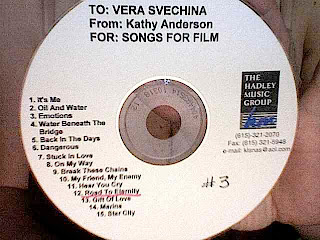 TO: VERA SVECHINA
From: Kathy Anderson
FOR: SONGS FOR FILM
1. It's Me
2. Oil And Water
3. Emotions
4. Water Beneath The
Bridge
5. Back In The Days
6. Dangerous
7. Stuck in Love
8. On My Way
9. Break These Chains
10. My Friend, My Enemy
11. Hear You Cry
12. Road To Eternity
13. Gift Of Love
14. Marina
15. Star City
THE
HADLEY
MUSIC
GROUP
(615)-321-2070
Fax: (615) 321-5948
e-mail: klanas@aol.com
#3